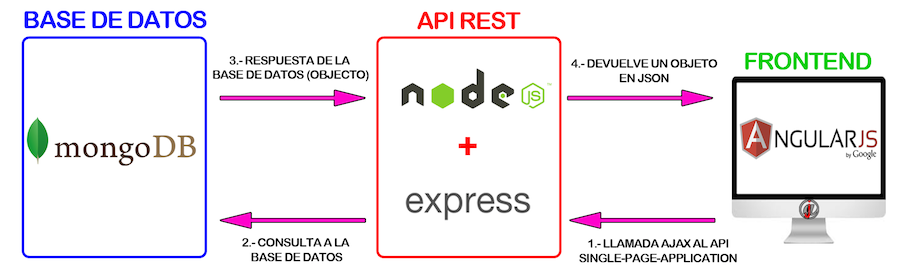 BASE DE DATOS
mongoDB
3.- RESPUESTA DE LA
BASE DE DATOS (OBJECTO)
2.- CONSULTA A LA
BASE DE DATOS
API REST
node
JS
™
+
express
4.- DEVUELVE UN OBJETO
EN JSON
1.- LLAMADA AJAX AL API
SINGLE-PAGE-APPLICATION
FRONTEND
A
ANGULARJS
by Google
@